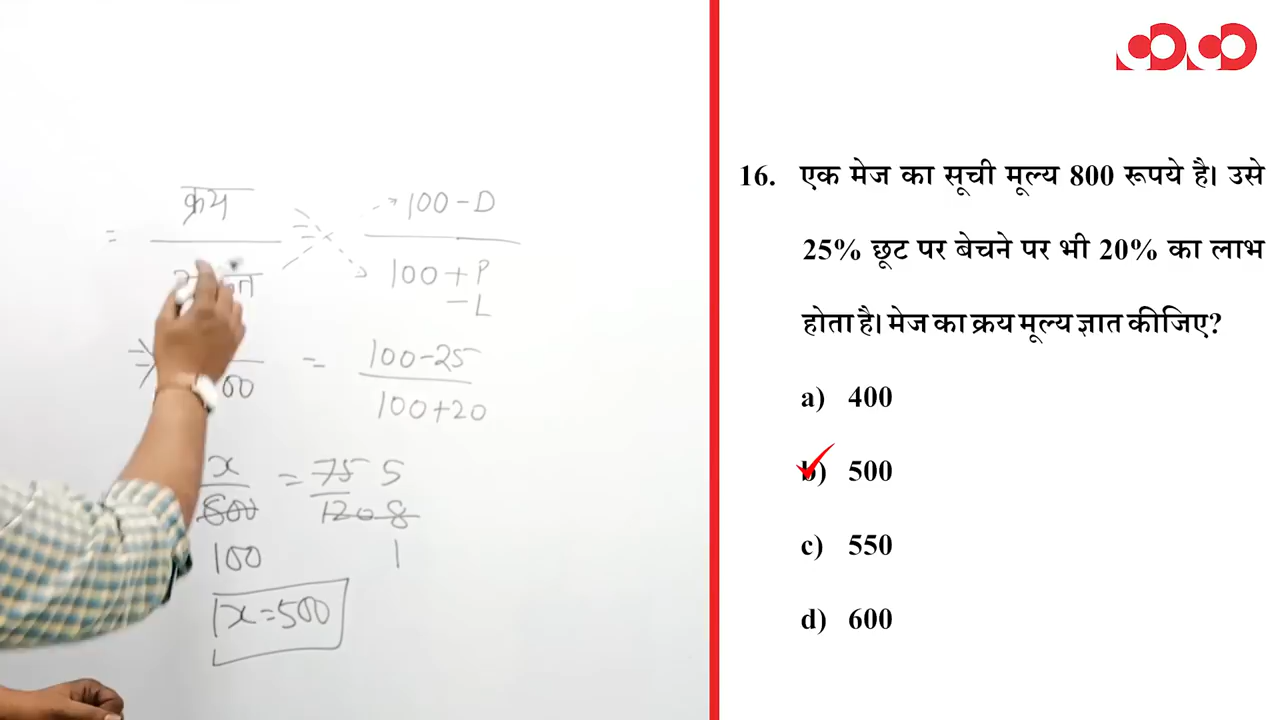 क्रय
100 - D
=
=
100 + P
- L
=>
00
=
100 - 25
100 + 20
x
800
=
75 5
120 8
100
1
x = 500
16. एक मेज का सूची मूल्य 800 रूपये है। उसे
25% छूट पर बेचने पर भी 20% का लाभ
होता है। मेज का क्रय मूल्य ज्ञात कीजिए?
a) 400
b) 500
c) 550
d) 600